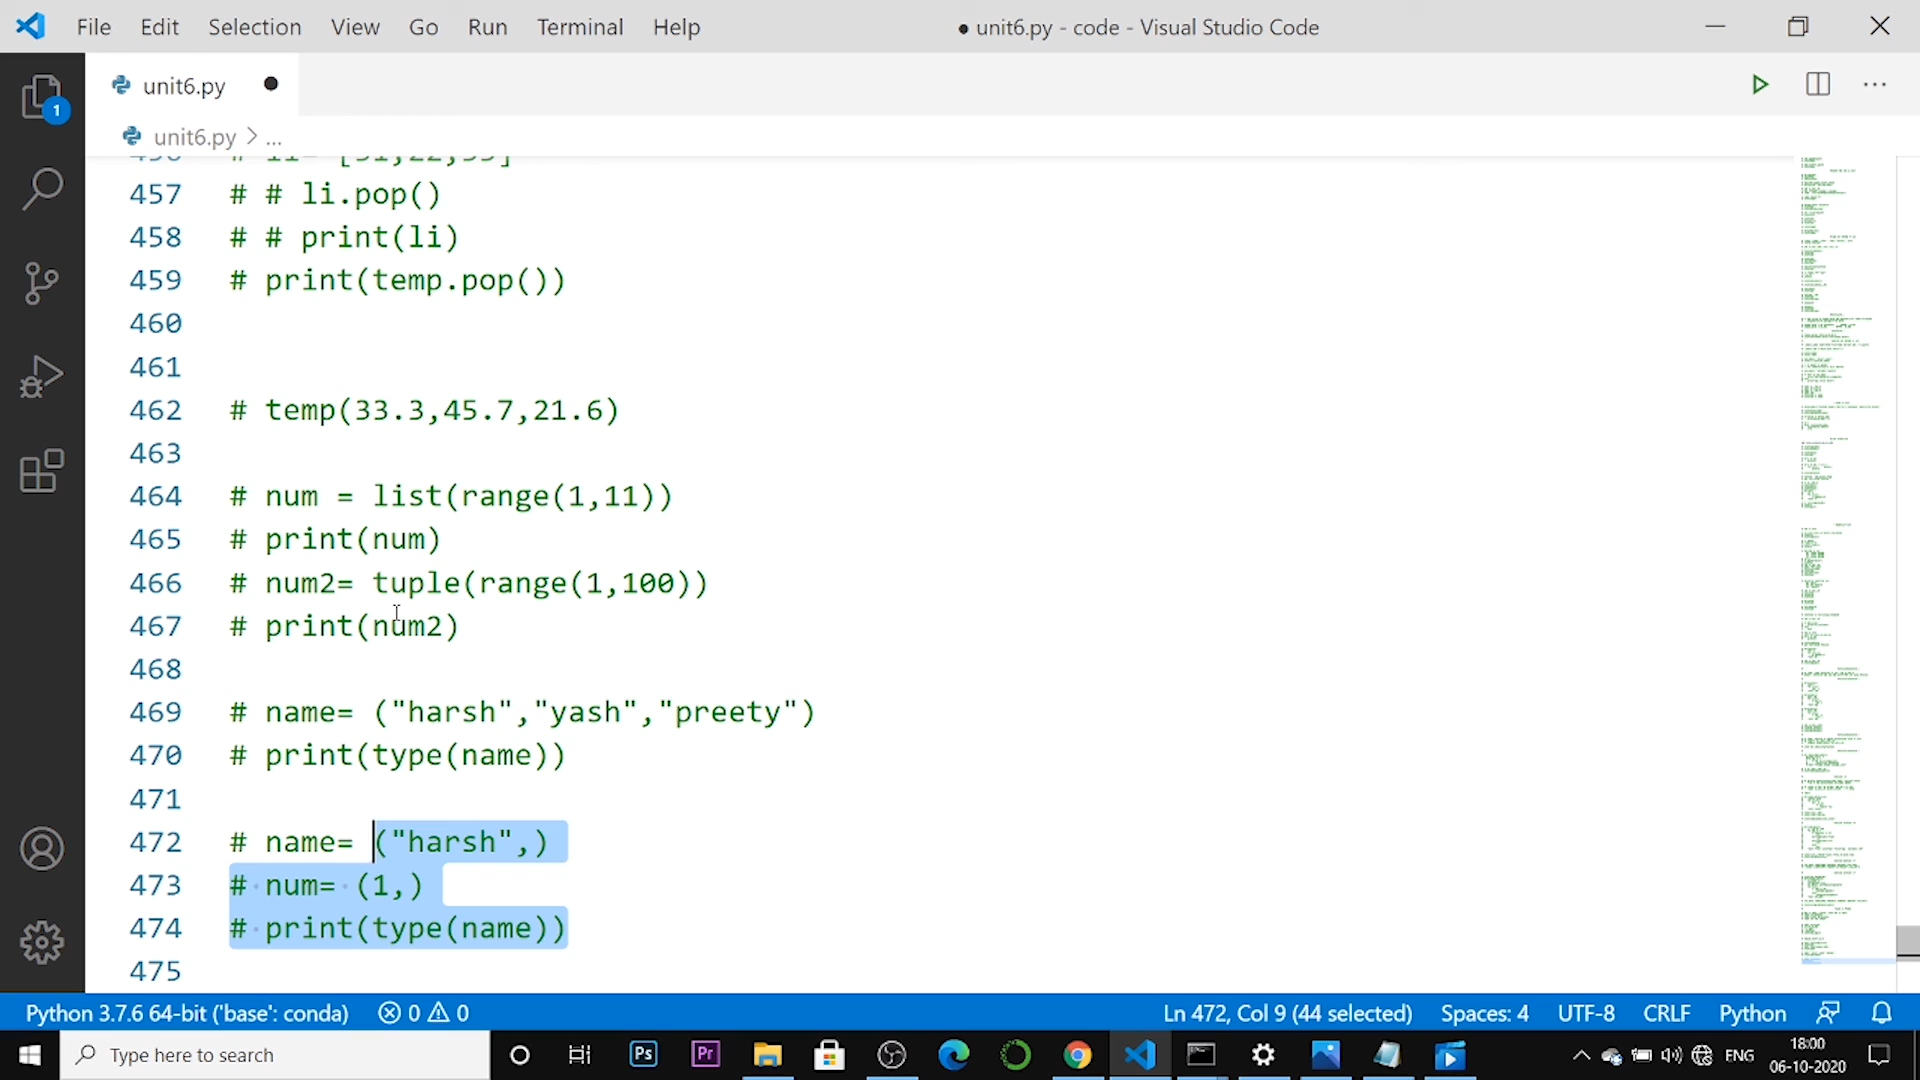 File Edit Selection View Go Run Terminal Help
● unit6.py - code - Visual Studio Code
unit6.py ●
unit6.py > ...
457 # # li.pop()
458 # # print(li)
459 # print(temp.pop())
460
461
462 # temp(33.3,45.7,21.6)
463
464 # num = list(range(1,11))
465 # print(num)
466 # num2= tuple(range(1,100))
467 # print(num2)
468
469 # name= ("harsh","yash","preety")
470 # print(type(name))
471
472 # name= ("harsh",)
473 # num= (1,)
474 # print(type(name))
475
1
Python 3.7.6 64-bit ('base': conda) 0 0 Ln 472, Col 9 (44 selected) Spaces: 4 UTF-8 CRLF Python
Type here to search
Ps Pr
ENG
18:00
06-10-2020